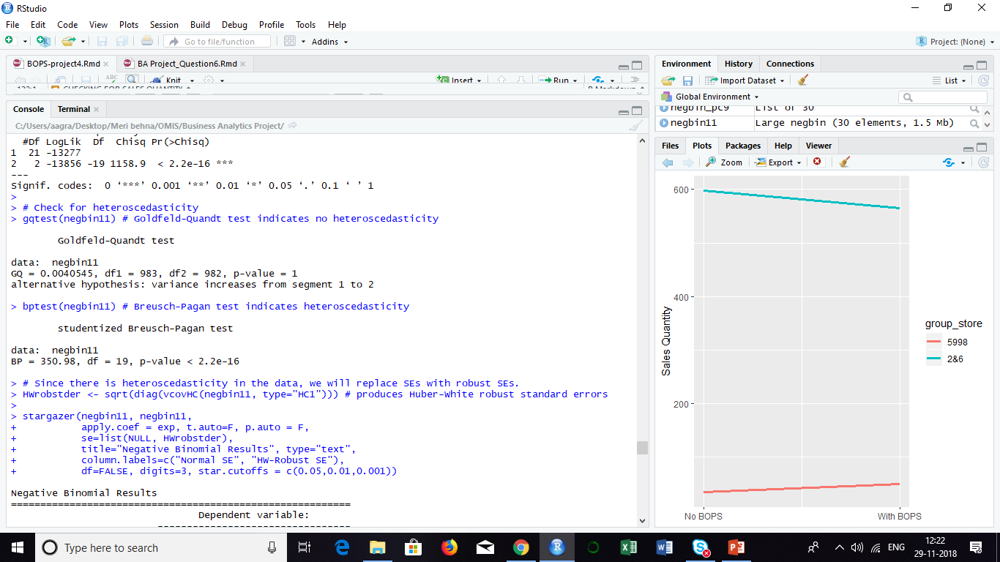 RStudio
File Edit Code View Plots Session Build Debug Profile Tools Help
Go to file/function Addins Project: (None)
BOPS-project4.Rmd BA Project_Question6.Rmd
ABC Knit Insert Run
CHECKING FOR SALES QUANTITY R Markdown
Console Terminal
C:/Users/aagra/Desktop/Meri behna/OMIS/Business Analytics Project/
#Df LogLik Df Chisq Pr(>Chisq)
1 21 -13277
2 2 -13856 -19 1158.9 < 2.2e-16 ***
---
Signif. codes: 0 ‘***’ 0.001 ‘**’ 0.01 ‘*’ 0.05 ‘.’ 0.1 ‘ ’ 1
>
> # Check for heteroscedasticity
> gqtest(negbin11) # Goldfeld-Quandt test indicates no heteroscedasticity
Goldfeld-Quandt test
data: negbin11
GQ = 0.0040545, df1 = 983, df2 = 982, p-value = 1
alternative hypothesis: variance increases from segment 1 to 2
> bptest(negbin11) # Breusch-Pagan test indicates heteroscedasticity
studentized Breusch-Pagan test
data: negbin11
BP = 350.98, df = 19, p-value < 2.2e-16
> # Since there is heteroscedasticity in the data, we will replace SEs with robust SEs.
> HWrobstder <- sqrt(diag(vcovHC(negbin11, type="HC1"))) # produces Huber-White robust standard errors
>
> stargazer(negbin11, negbin11,
+ apply.coef = exp, t.auto=F, p.auto = F,
+ se=list(NULL, HWrobstder),
+ title="Negative Binomial Results", type="text",
+ column.labels=c("Normal SE", "HW-Robust SE"),
+ df=FALSE, digits=3, star.cutoffs = c(0.05,0.01,0.001))
Negative Binomial Results
==========================================================
Dependent variable:
---------------------------------
Environment History Connections
Import Dataset List
Global Environment
negbin_pc9 List of 30
negbin11 Large negbin (30 elements, 1.5 Mb)
Files Plots Packages Help Viewer
Zoom Export
600
400
200
Sales Quantity
No BOPS With BOPS
group_store
5998
2&6
Type here to search
ENG
12:22
29-11-2018